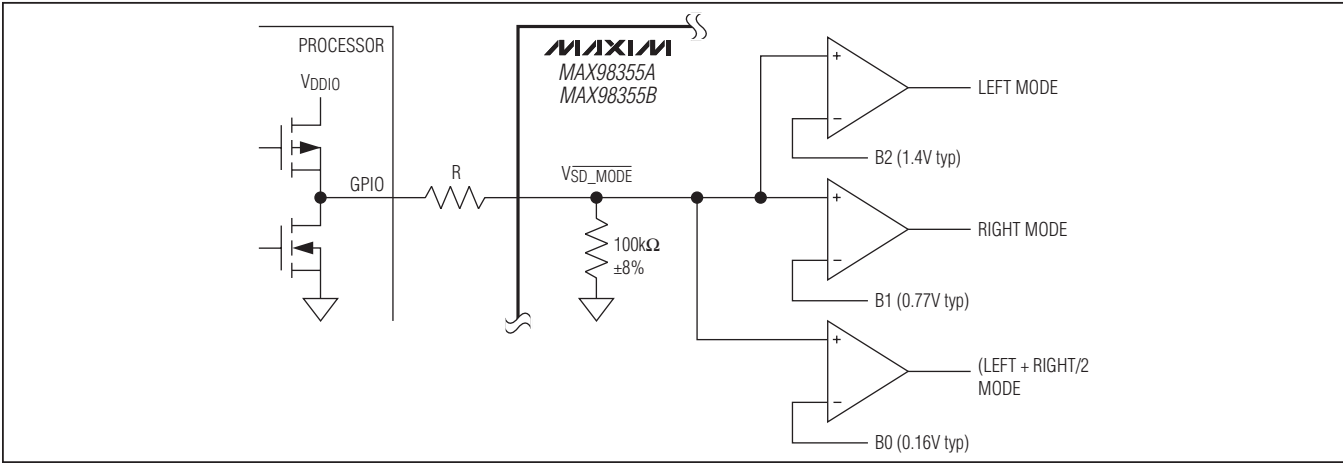 PROCESSOR
VDDIO
GPIO
R
MAXIM
MAX98355A
MAX98355B
VSD_MODE
100kΩ
±8%
+
−
LEFT MODE
B2 (1.4V typ)
+
−
RIGHT MODE
B1 (0.77V typ)
+
−
(LEFT + RIGHT/2
MODE
B0 (0.16V typ)